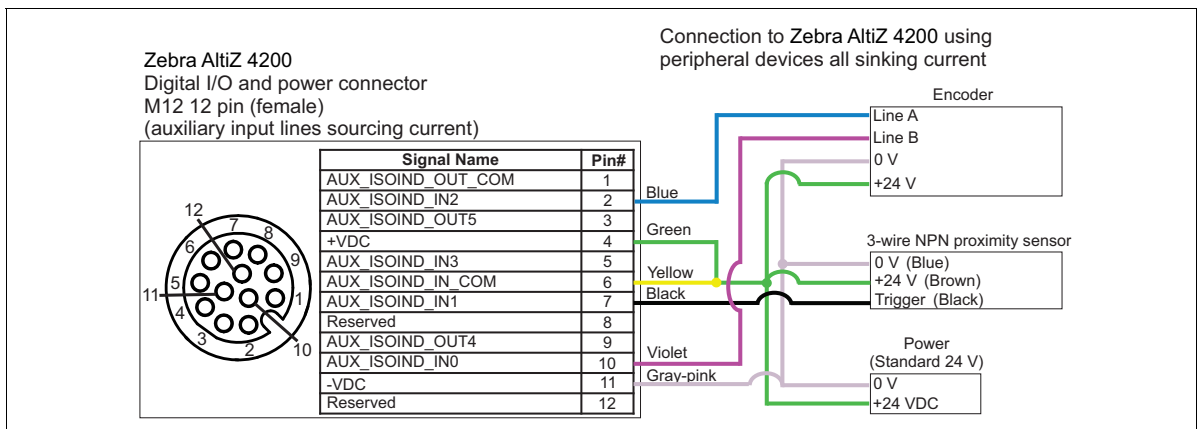 Zebra AltiZ 4200
Digital I/O and power connector
M12 12 pin (female)
(auxiliary input lines sourcing current)
Connection to Zebra AltiZ 4200 using
peripheral devices all sinking current
Signal Name Pin#
AUX_ISOIND_OUT_COM 1
AUX_ISOIND_IN2 2
AUX_ISOIND_OUT5 3
+VDC 4
AUX_ISOIND_IN3 5
AUX_ISOIND_IN_COM 6
AUX_ISOIND_IN1 7
Reserved 8
AUX_ISOIND_OUT4 9
AUX_ISOIND_IN0 10
-VDC 11
Reserved 12
12
7
8
6
9
5
11
1
4
3
2
10
Blue
Green
Yellow
Black
Violet
Gray-pink
Encoder
Line A
Line B
0 V
+24 V
3-wire NPN proximity sensor
0 V (Blue)
+24 V (Brown)
Trigger (Black)
Power
(Standard 24 V)
0 V
+24 VDC